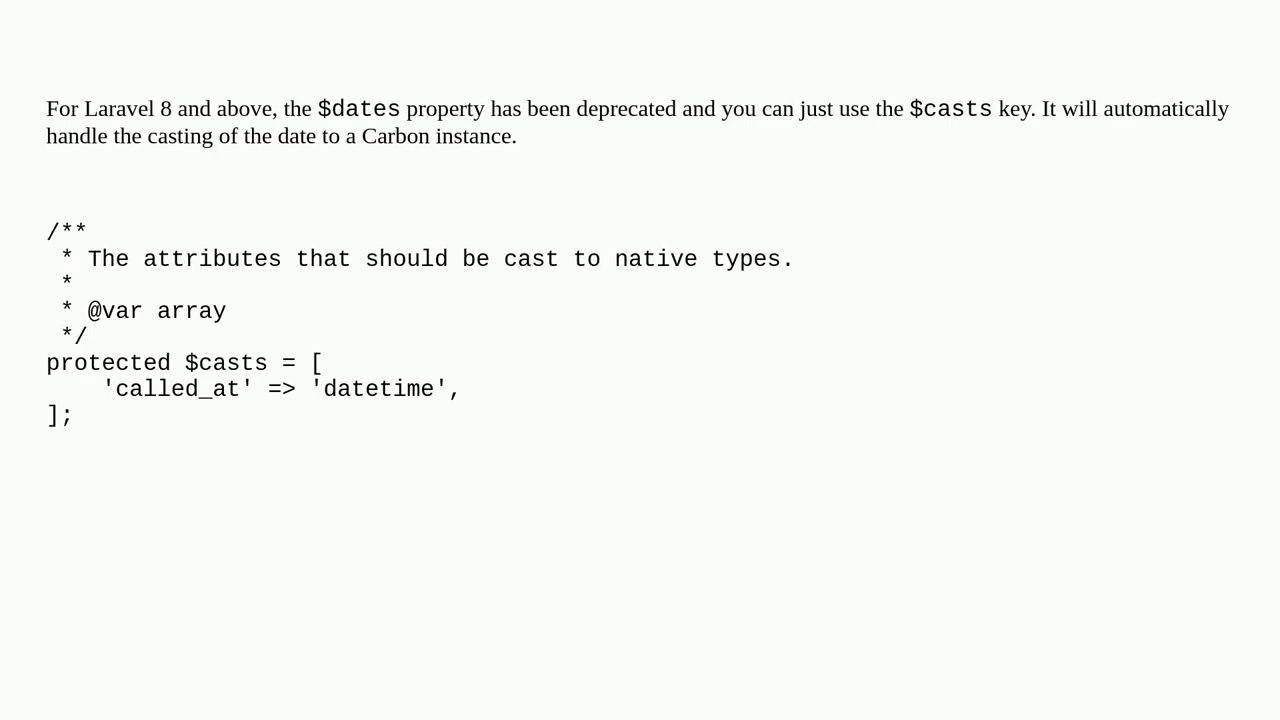 For Laravel 8 and above, the $dates property has been deprecated and you can just use the $casts key. It will automatically
handle the casting of the date to a Carbon instance.
/**
 * The attributes that should be cast to native types.
 *
 * @var array
 */
protected $casts = [
    'called_at' => 'datetime',
];